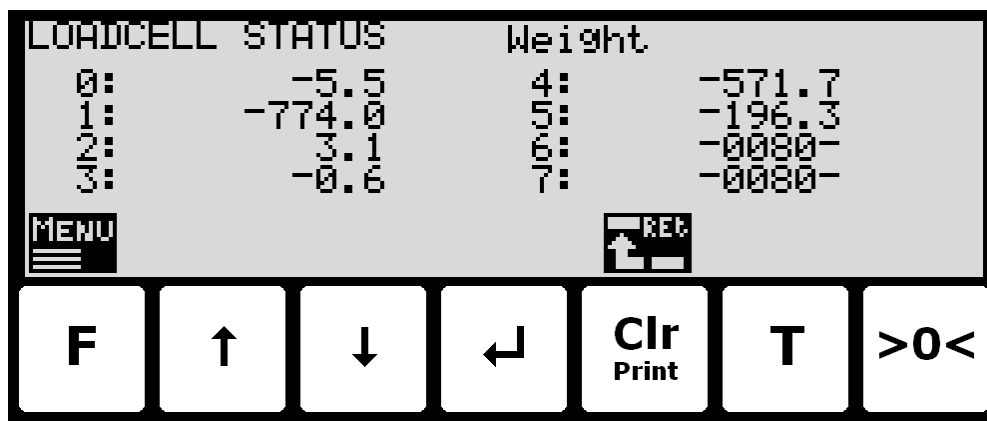 LOADCELL STATUS Weight
0: -5.5 4: -571.7
1: -774.0 5: -196.3
2: 3.1 6: -0080-
3: -0.6 7: -0080-
MENU REt
F ↑ ↓ ↵ Clr T >0<
Print